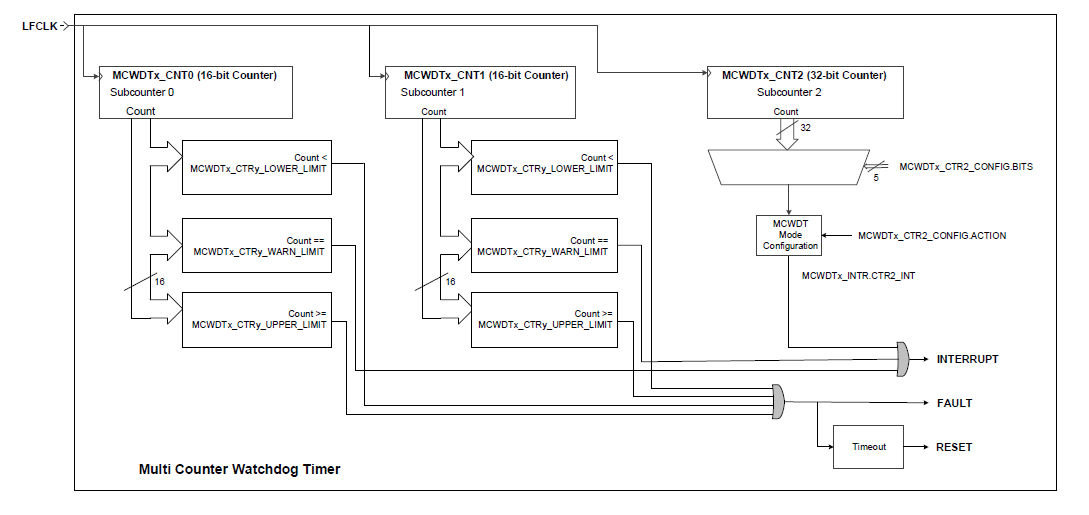 LFCLK
MCWDTx_CNT0 (16-bit Counter)
Subcounter 0
Count
MCWDTx_CNT1 (16-bit Counter)
Subcounter 1
Count
MCWDTx_CNT2 (32-bit Counter)
Subcounter 2
Count
32
Count <
MCWDTx_CTRy_LOWER_LIMIT
Count <
MCWDTx_CTRy_LOWER_LIMIT
MCWDTx_CTR2_CONFIG.BITS
5
Count ==
MCWDTx_CTRy_WARN_LIMIT
Count ==
MCWDTx_CTRy_WARN_LIMIT
MCWDT
Mode
Configuration
MCWDTx_CTR2_CONFIG.ACTION
MCWDTx_INTR.CTR2_INT
16
16
Count >=
MCWDTx_CTRy_UPPER_LIMIT
Count >=
MCWDTx_CTRy_UPPER_LIMIT
INTERRUPT
FAULT
Timeout
RESET
Multi Counter Watchdog Timer